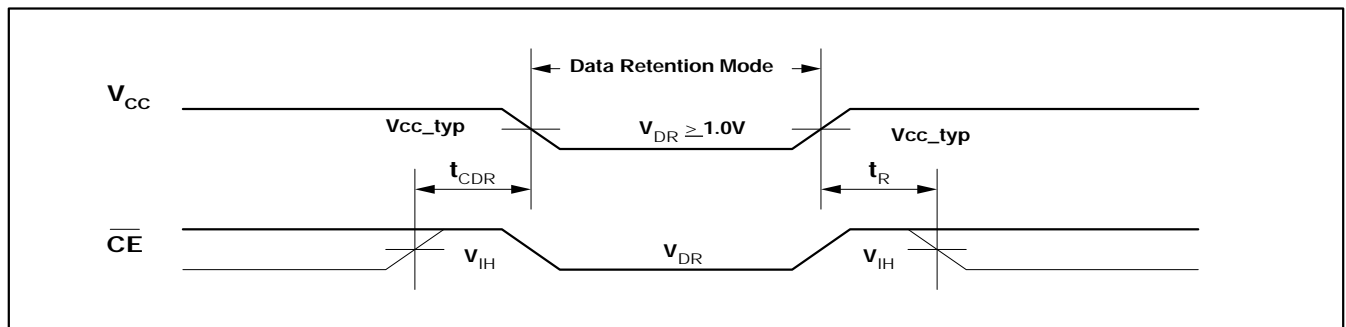 Data Retention Mode
VCC
Vcc_typ
VDR ≥1.0V
Vcc_typ
tCDR
tR
CE
VIH
VDR
VIH